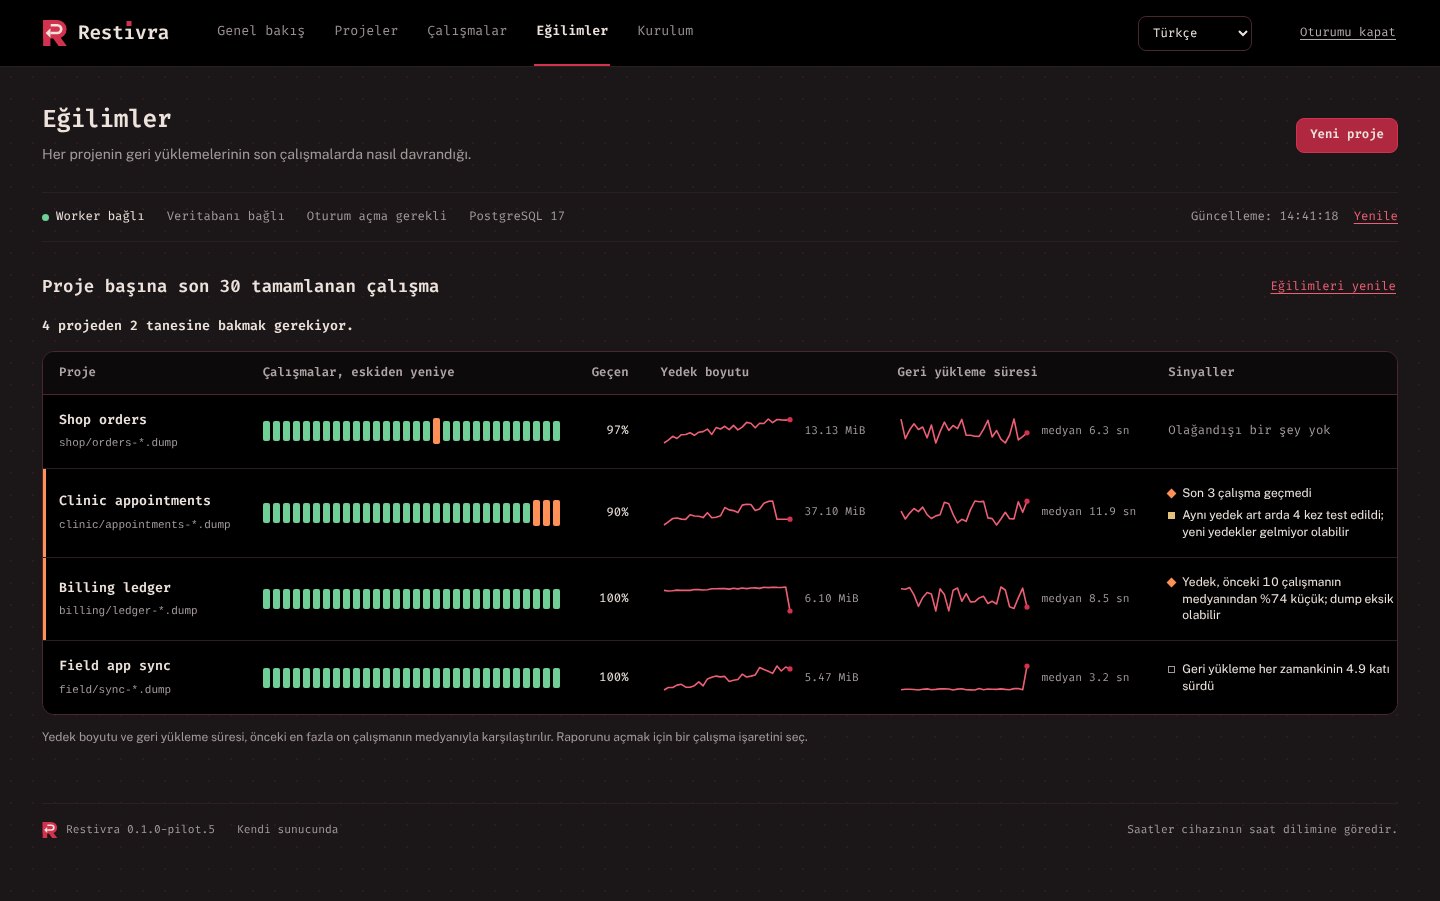 Restivra
Genel bakış
Projeler
Çalışmalar
Eğilimler
Kurulum
Türkçe
Oturumu kapat
Eğilimler
Her projenin geri yüklemelerinin son çalışmalarda nasıl davrandığı.
Yeni proje
Worker bağlı
Veritabanı bağlı
Oturum açma gerekli
PostgreSQL 17
Güncelleme: 14:41:18
Yenile
Proje başına son 30 tamamlanan çalışma
Eğilimleri yenile
4 projeden 2 tanesine bakmak gerekiyor.
Proje
Çalışmalar, eskiden yeniye
Geçen
Yedek boyutu
Geri yükleme süresi
Sinyaller
Shop orders
shop/orders-*.dump
97%
13.13 MiB
medyan 6.3 sn
Olağandışı bir şey yok
Clinic appointments
clinic/appointments-*.dump
90%
37.10 MiB
medyan 11.9 sn
Son 3 çalışma geçmedi
Aynı yedek art arda 4 kez test edildi;
yeni yedekler gelmiyor olabilir
Billing ledger
billing/ledger-*.dump
100%
6.10 MiB
medyan 8.5 sn
Yedek, önceki 10 çalışmanın
medyanından %74 küçük; dump eksik
olabilir
Field app sync
field/sync-*.dump
100%
5.47 MiB
medyan 3.2 sn
Geri yükleme her zamankinin 4.9 katı
sürdü
Yedek boyutu ve geri yükleme süresi, önceki en fazla on çalışmanın medyanıyla karşılaştırılır. Raporunu açmak için bir çalışma işaretini seç.
Restivra 0.1.0-pilot.5
Kendi sunucunda
Saatler cihazının saat dilimine göredir.